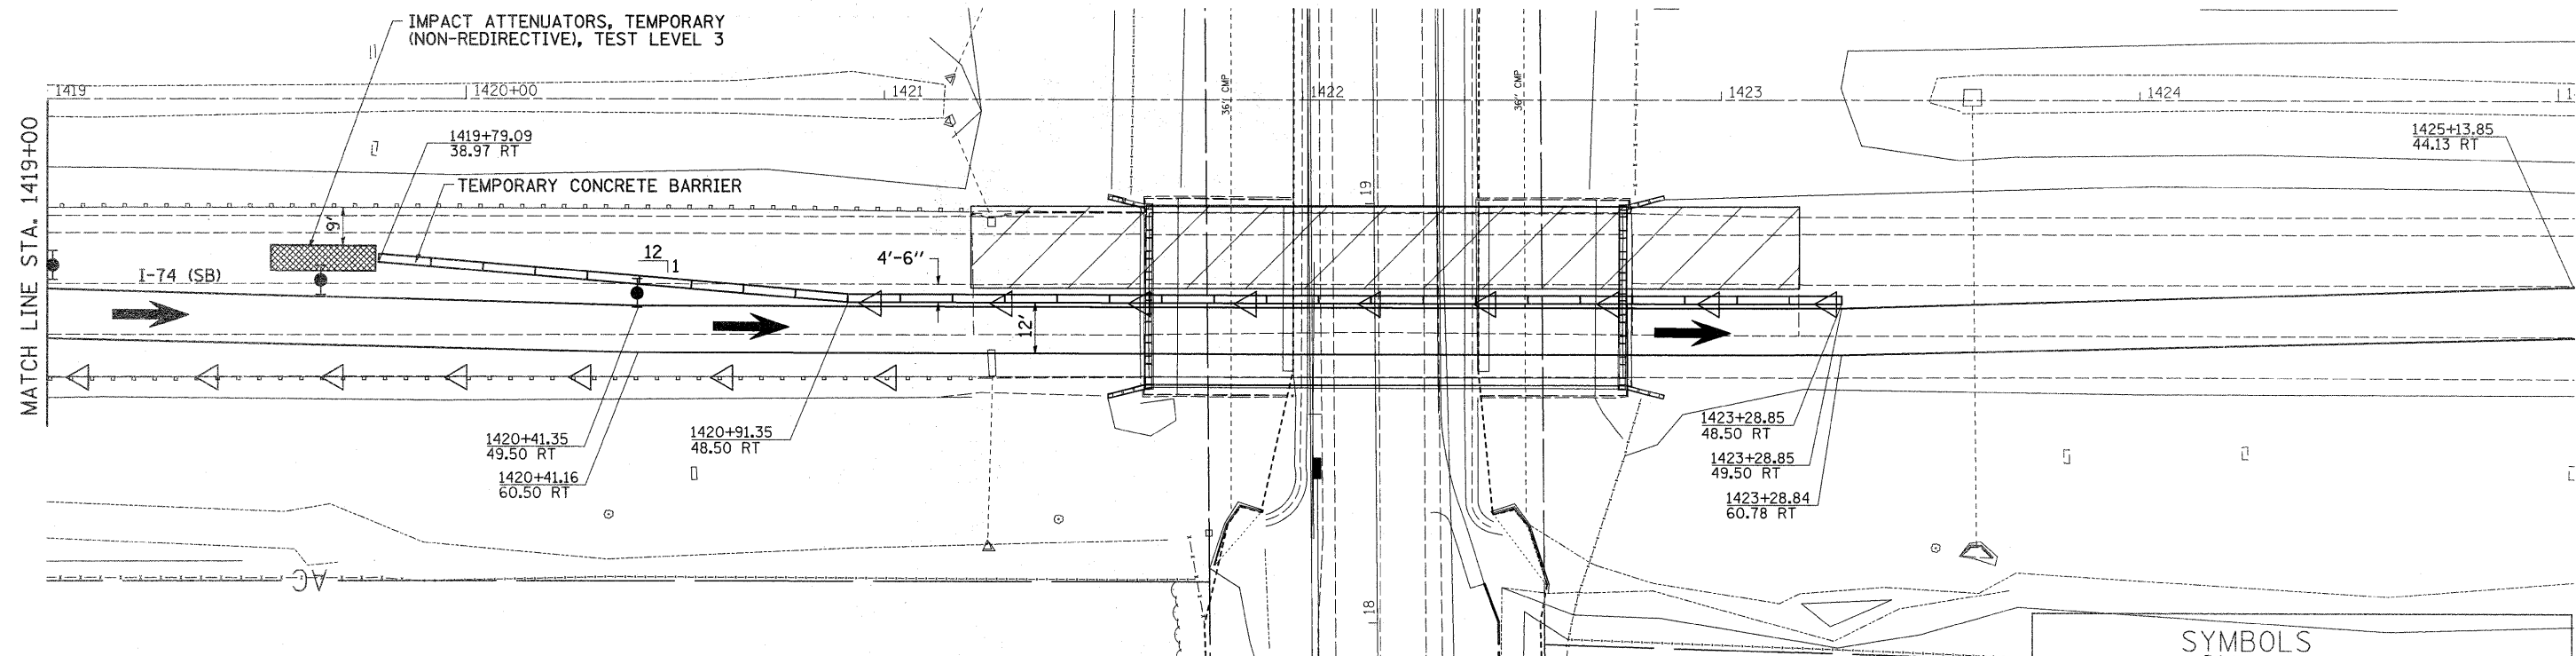 IMPACT ATTENUATORS, TEMPORARY
(NON-REDIRECTIVE), TEST LEVEL 3
1419
1420+00
1421
36" CMP
1422
36" CMP
1423
1424
MATCH LINE STA. 1419+00
1419+79.09
38.97 RT
1425+13.85
44.13 RT
TEMPORARY CONCRETE BARRIER
19
9'
12
1
4'-6"
I-74 (SB)
12'
1420+41.35
49.50 RT
1420+91.35
48.50 RT
1420+41.16
60.50 RT
1423+28.85
48.50 RT
1423+28.85
49.50 RT
1423+28.84
60.78 RT
AC
18
SYMBOLS